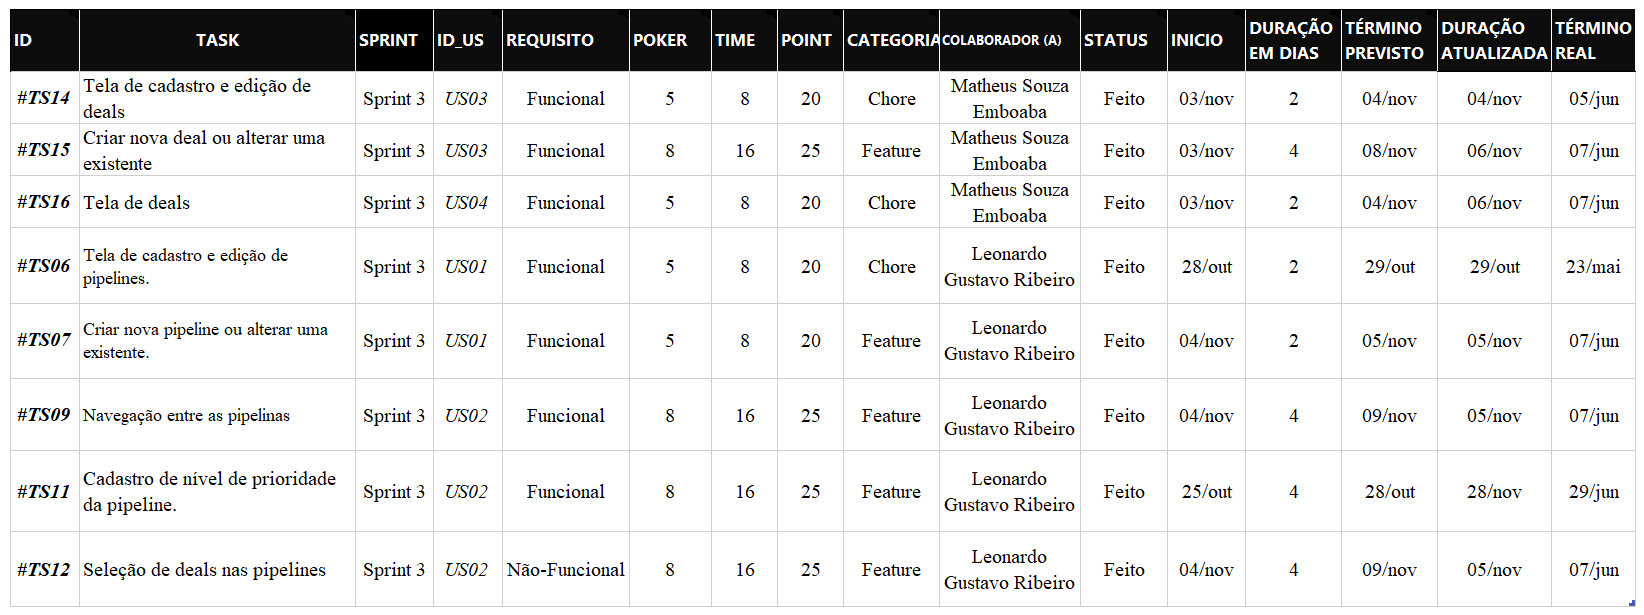 ID TASK SPRINT ID_US REQUISITO POKER TIME POINT CATEGORIA COLABORADOR (A) STATUS INICIO DURAÇÃO EM DIAS TÉRMINO PREVISTO DURAÇÃO ATUALIZADA TÉRMINO REAL
#TS14 Tela de cadastro e edição de deals Sprint 3 US03 Funcional 5 8 20 Chore Matheus Souza Emboaba Feito 03/nov 2 04/nov 04/nov 05/jun
#TS15 Criar nova deal ou alterar uma existente Sprint 3 US03 Funcional 8 16 25 Feature Matheus Souza Emboaba Feito 03/nov 4 08/nov 06/nov 07/jun
#TS16 Tela de deals Sprint 3 US04 Funcional 5 8 20 Chore Matheus Souza Emboaba Feito 03/nov 2 04/nov 06/nov 07/jun
#TS06 Tela de cadastro e edição de pipelines. Sprint 3 US01 Funcional 5 8 20 Chore Leonardo Gustavo Ribeiro Feito 28/out 2 29/out 29/out 23/mai
#TS07 Criar nova pipeline ou alterar uma existente. Sprint 3 US01 Funcional 5 8 20 Feature Leonardo Gustavo Ribeiro Feito 04/nov 2 05/nov 05/nov 07/jun
#TS09 Navegação entre as pipelinas Sprint 3 US02 Funcional 8 16 25 Feature Leonardo Gustavo Ribeiro Feito 04/nov 4 09/nov 05/nov 07/jun
#TS11 Cadastro de nível de prioridade da pipeline. Sprint 3 US02 Funcional 8 16 25 Feature Leonardo Gustavo Ribeiro Feito 25/out 4 28/out 28/nov 29/jun
#TS12 Seleção de deals nas pipelines Sprint 3 US02 Não-Funcional 8 16 25 Feature Leonardo Gustavo Ribeiro Feito 04/nov 4 09/nov 05/nov 07/jun